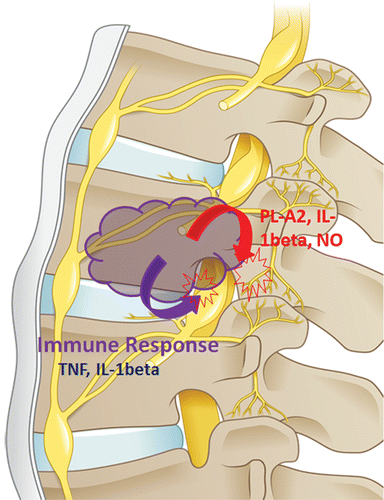 PL-A2, IL-
1beta, NO
Immune Response
TNF, IL-1beta